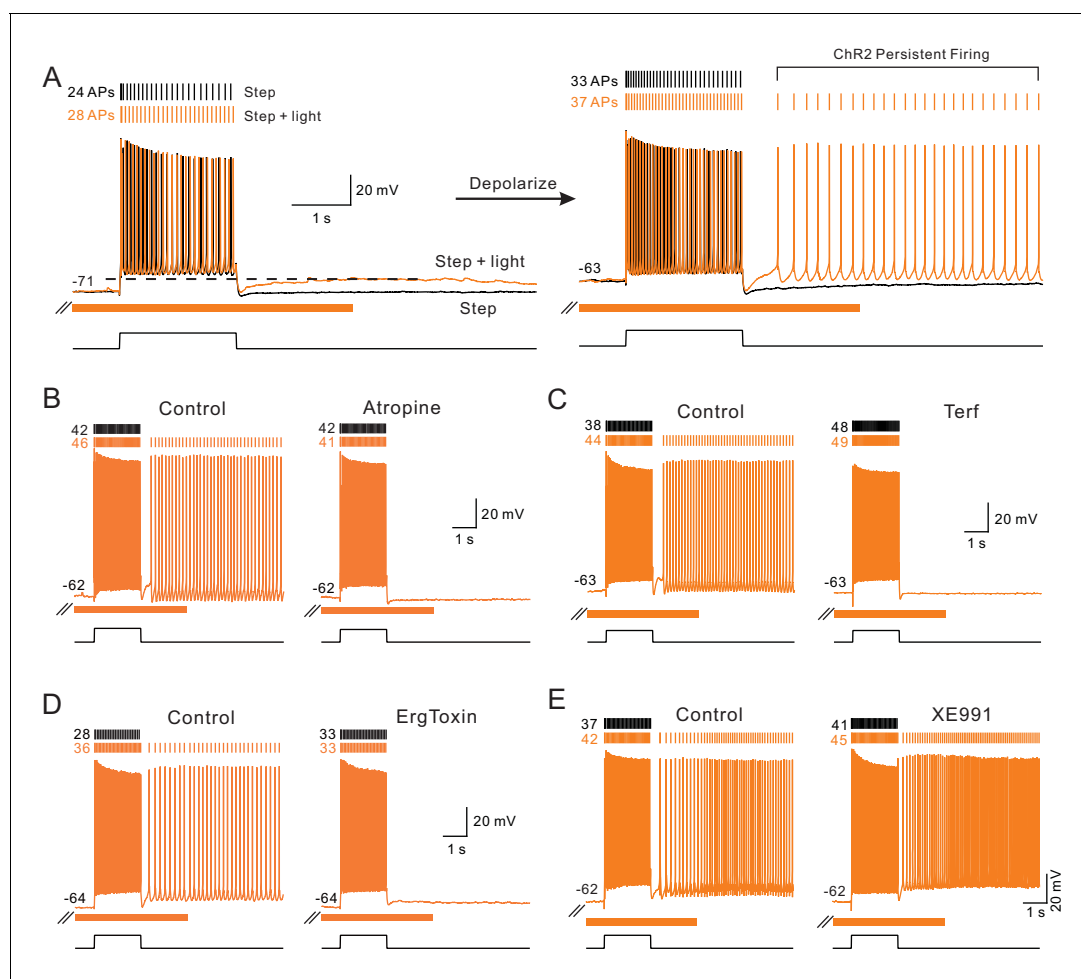 A
24 APs
Step
28 APs
Step + light
20 mV
1 s
-71
Step + light
Step
Depolarize
ChR2 Persistent Firing
33 APs
37 APs
-63
B
Control
42
46
-62
Atropine
42
41
20 mV
1 s
-62
C
Control
38
44
-63
Terf
48
49
20 mV
1 s
-63
D
Control
28
36
-64
ErgToxin
33
33
20 mV
1 s
-64
E
Control
37
42
-62
XE991
41
45
-62
1 s
20 mV